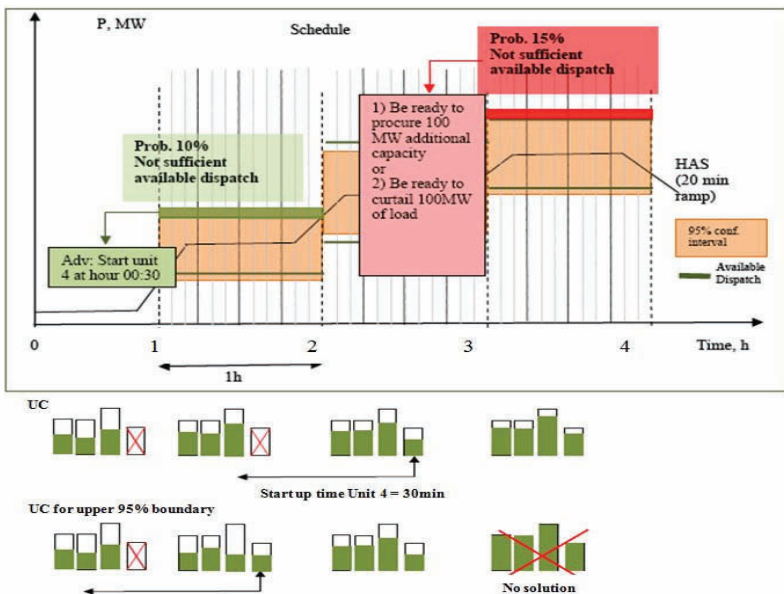 P, MW
Schedule
Prob. 15%
Not sufficient
available dispatch
Prob. 10%
Not sufficient
available dispatch
1) Be ready to
procure 100
MW additional
capacity
or
2) Be ready to
curtail 100MW
of load
HAS
(20 min
ramp)
Adv: Start unit
4 at hour 00:30
95% conf.
interval
Available
Dispatch
0
1
2
3
4
Time, h
1h
UC
Start up time Unit 4 = 30min
UC for upper 95% boundary
No solution